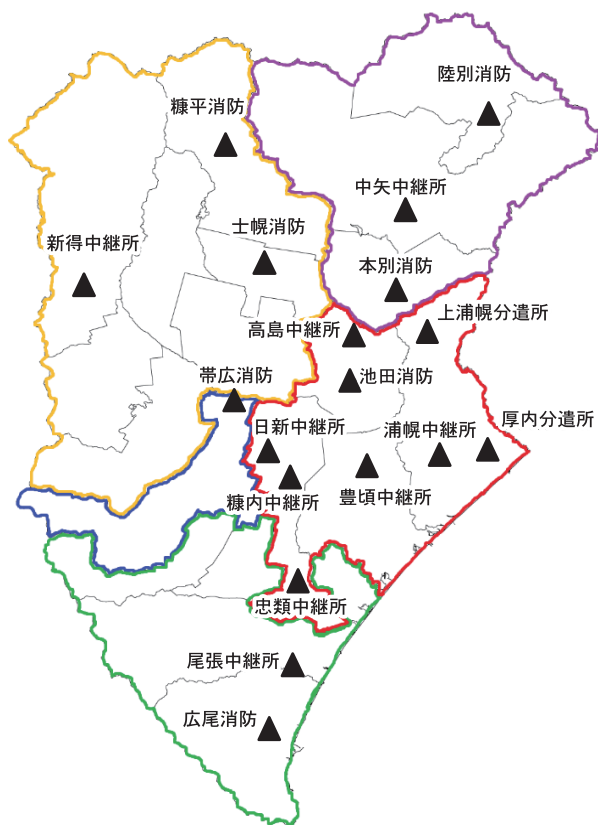 陸別消防
糠平消防
中矢中継所
士幌消防
新得中継所
本別消防
上浦幌分遣所
高島中継所
池田消防
帯広消防
日新中継所
浦幌中継所
厚内分遣所
糠内中継所
豊頃中継所
忠類中継所
尾張中継所
広尾消防